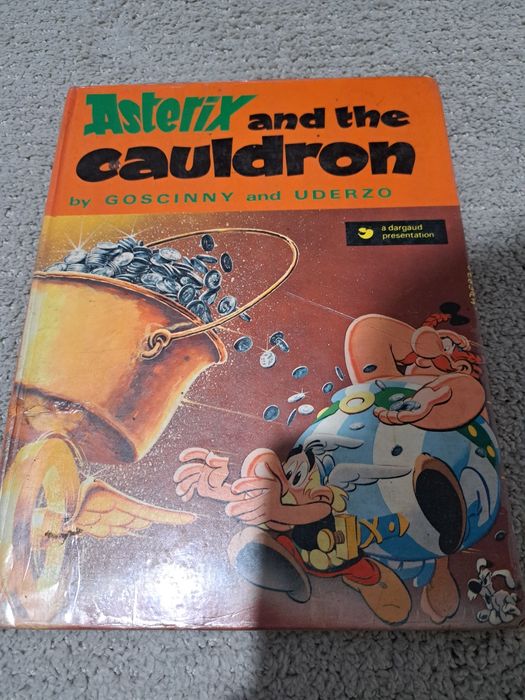 Asterix and the
cauldron
by GOSCINNY and UDERZO
a dargaud
presentation